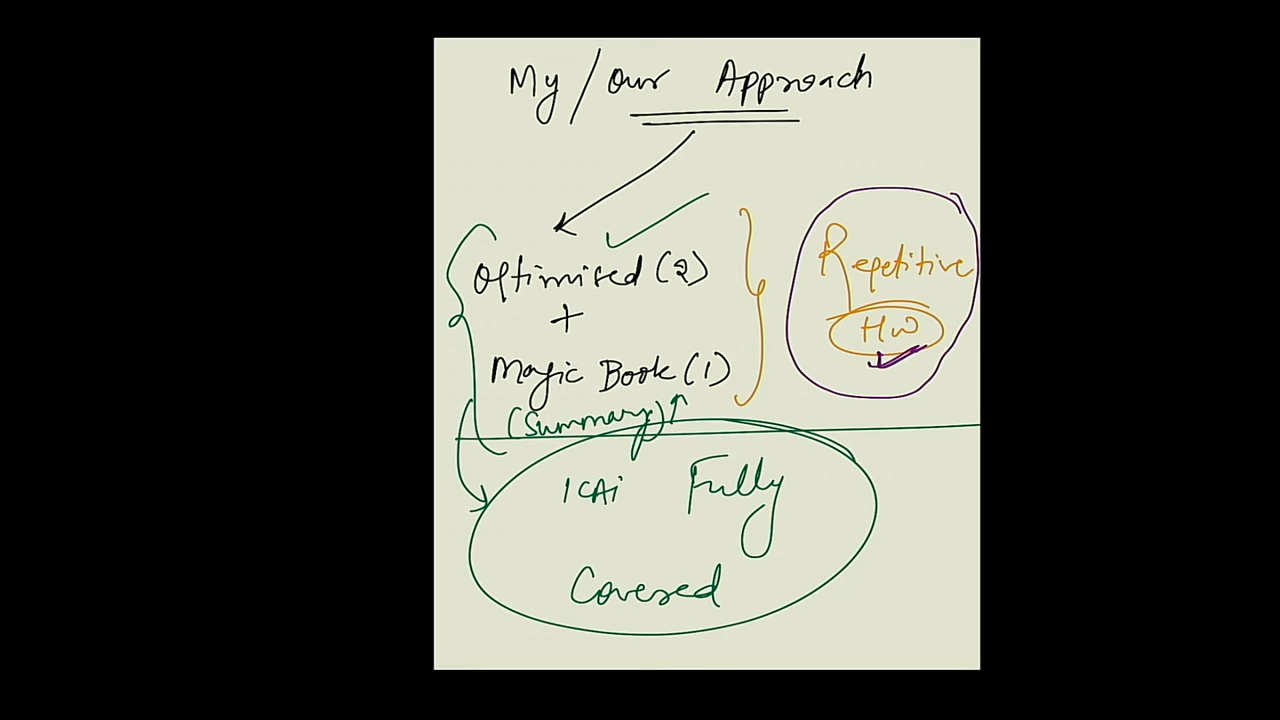 My / our Approach
Optimised (2)
+
Magic Book (1)
(Summary) ↑
Repetitive
HW
ICAi Fully
Covered